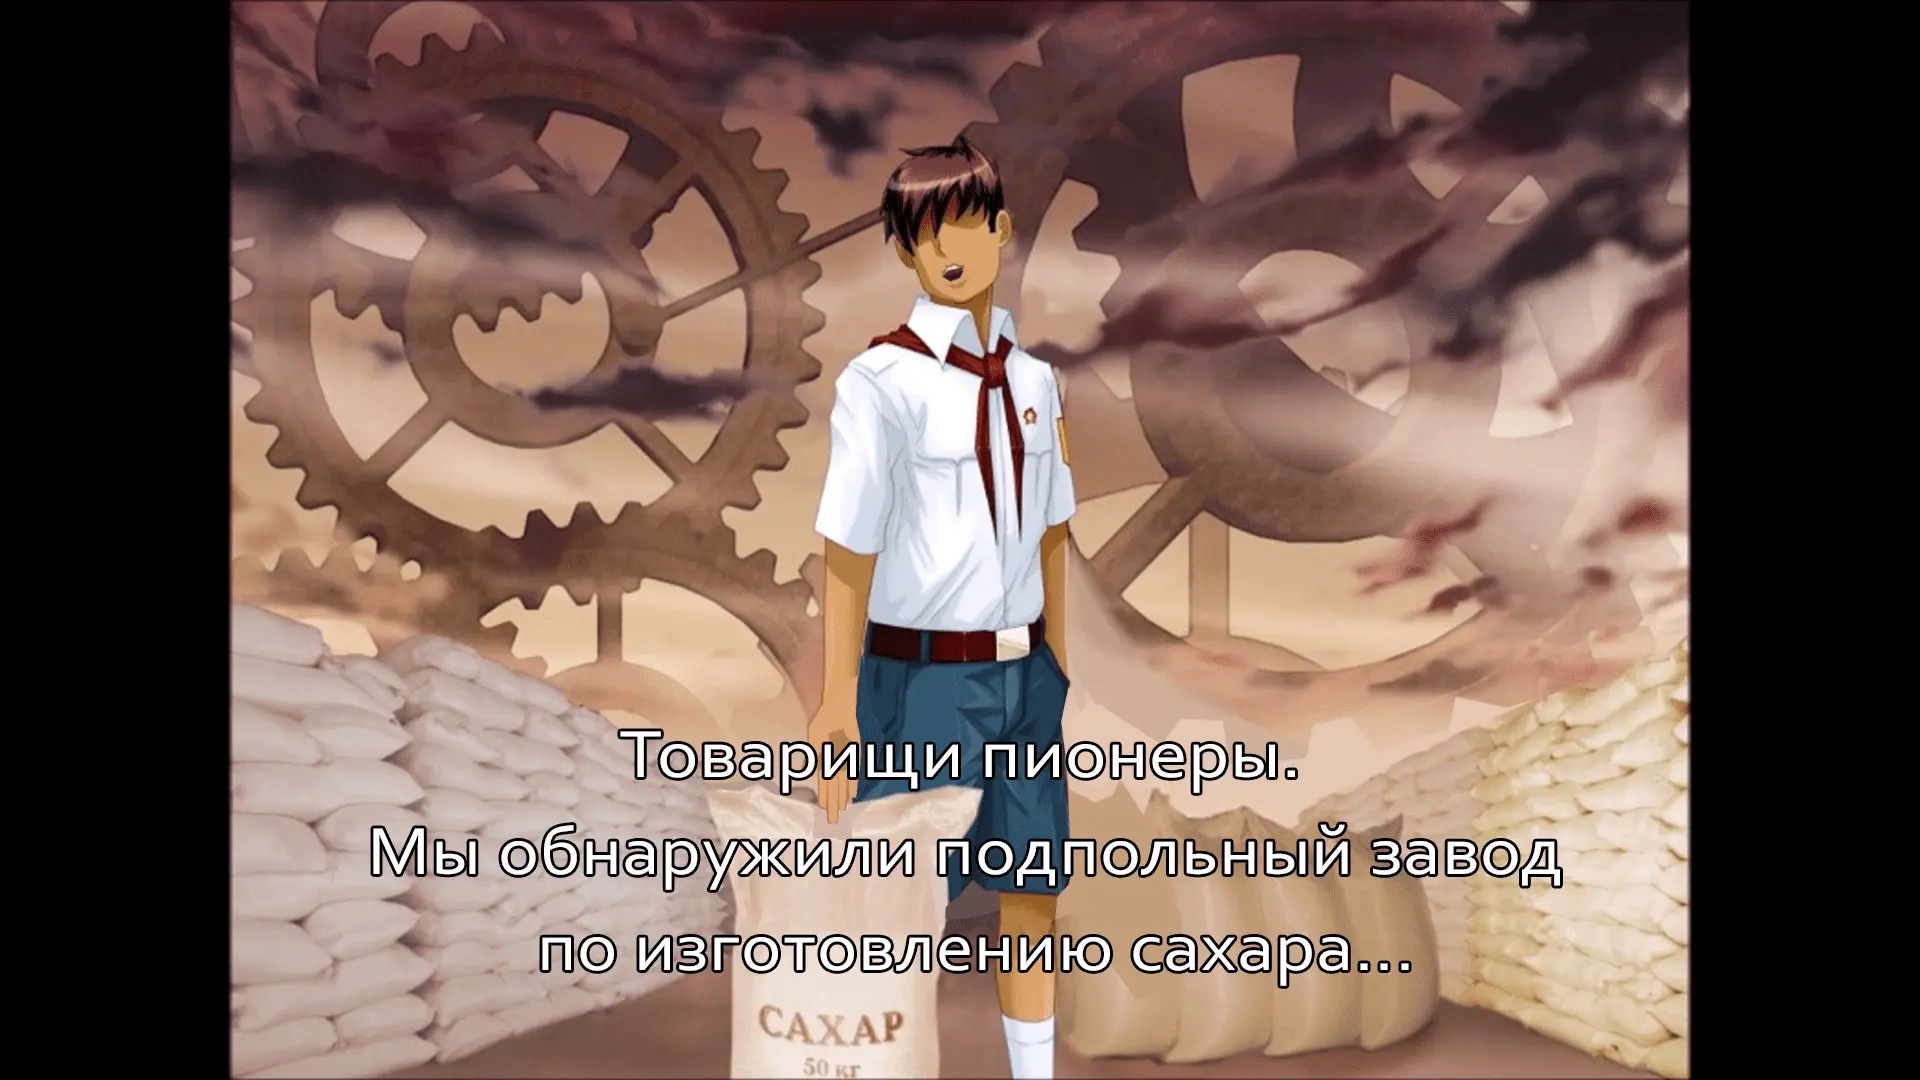 Товарищи пионеры.
Мы обнаружили подпольный завод
по изготовлению сахара...
САХАР
50 кг